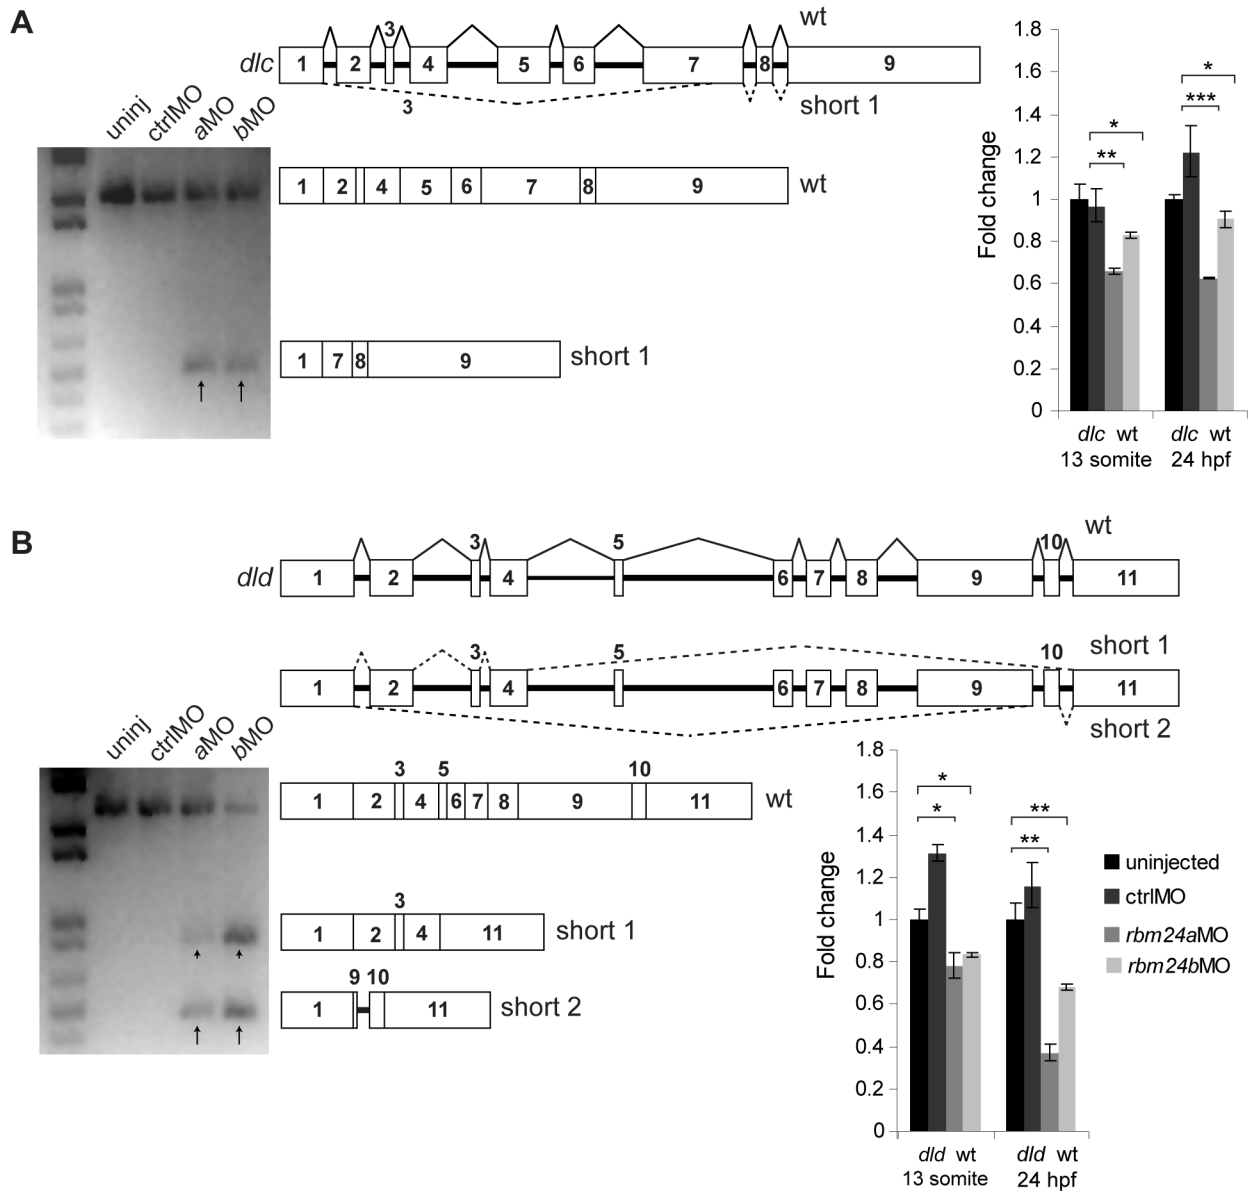 A
uninj
ctrlMO
aMO
bMO
dlc
3
wt
1 2 4 5 6 7 8 9
3
short 1
1 2 4 5 6 7 8 9
wt
1 7 8 9
short 1
Fold change
1.8
1.6
1.4
1.2
1
0.8
0.6
0.4
0.2
0
*
**
*
***
dlc wt
13 somite
dlc wt
24 hpf
B
uninj
ctrlMO
aMO
bMO
dld
3 5 10
wt
1 2 4 6 7 8 9 11
short 1
3 5 10
1 2 4 6 7 8 9 11
short 2
3 5 10
1 2 4 6 7 8 9 11
wt
3
1 2 4 11
short 1
9 10
1 11
short 2
Fold change
1.8
1.6
1.4
1.2
1
0.8
0.6
0.4
0.2
0
*
*
**
**
dld wt
13 somite
dld wt
24 hpf
uninjected
ctrlMO
rbm24aMO
rbm24bMO